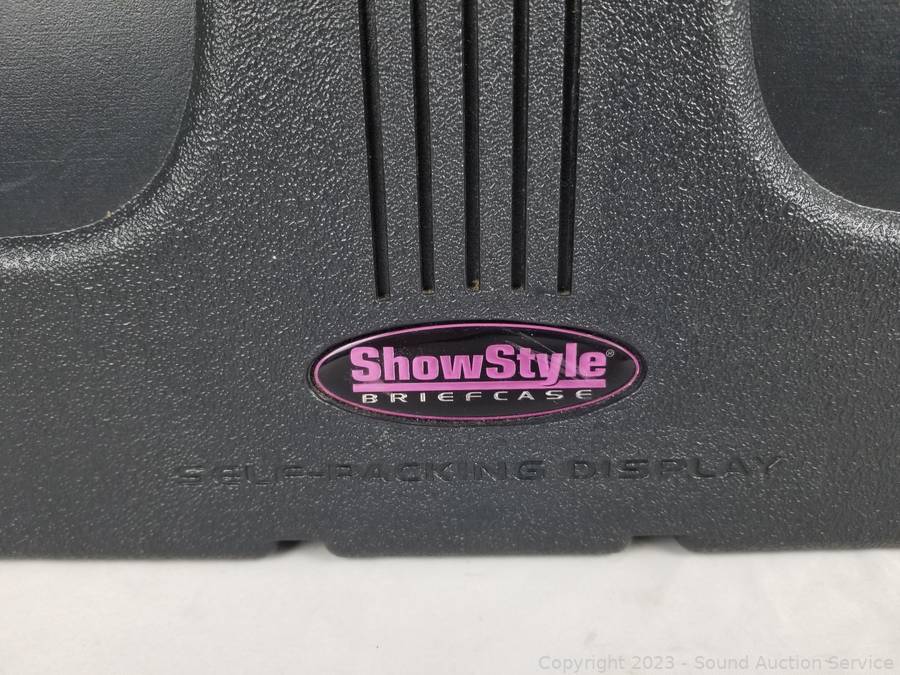 ShowStyle®
BRIEFCASE
SELF-PACKING DISPLAY
Copyright 2023 - Sound Auction Service